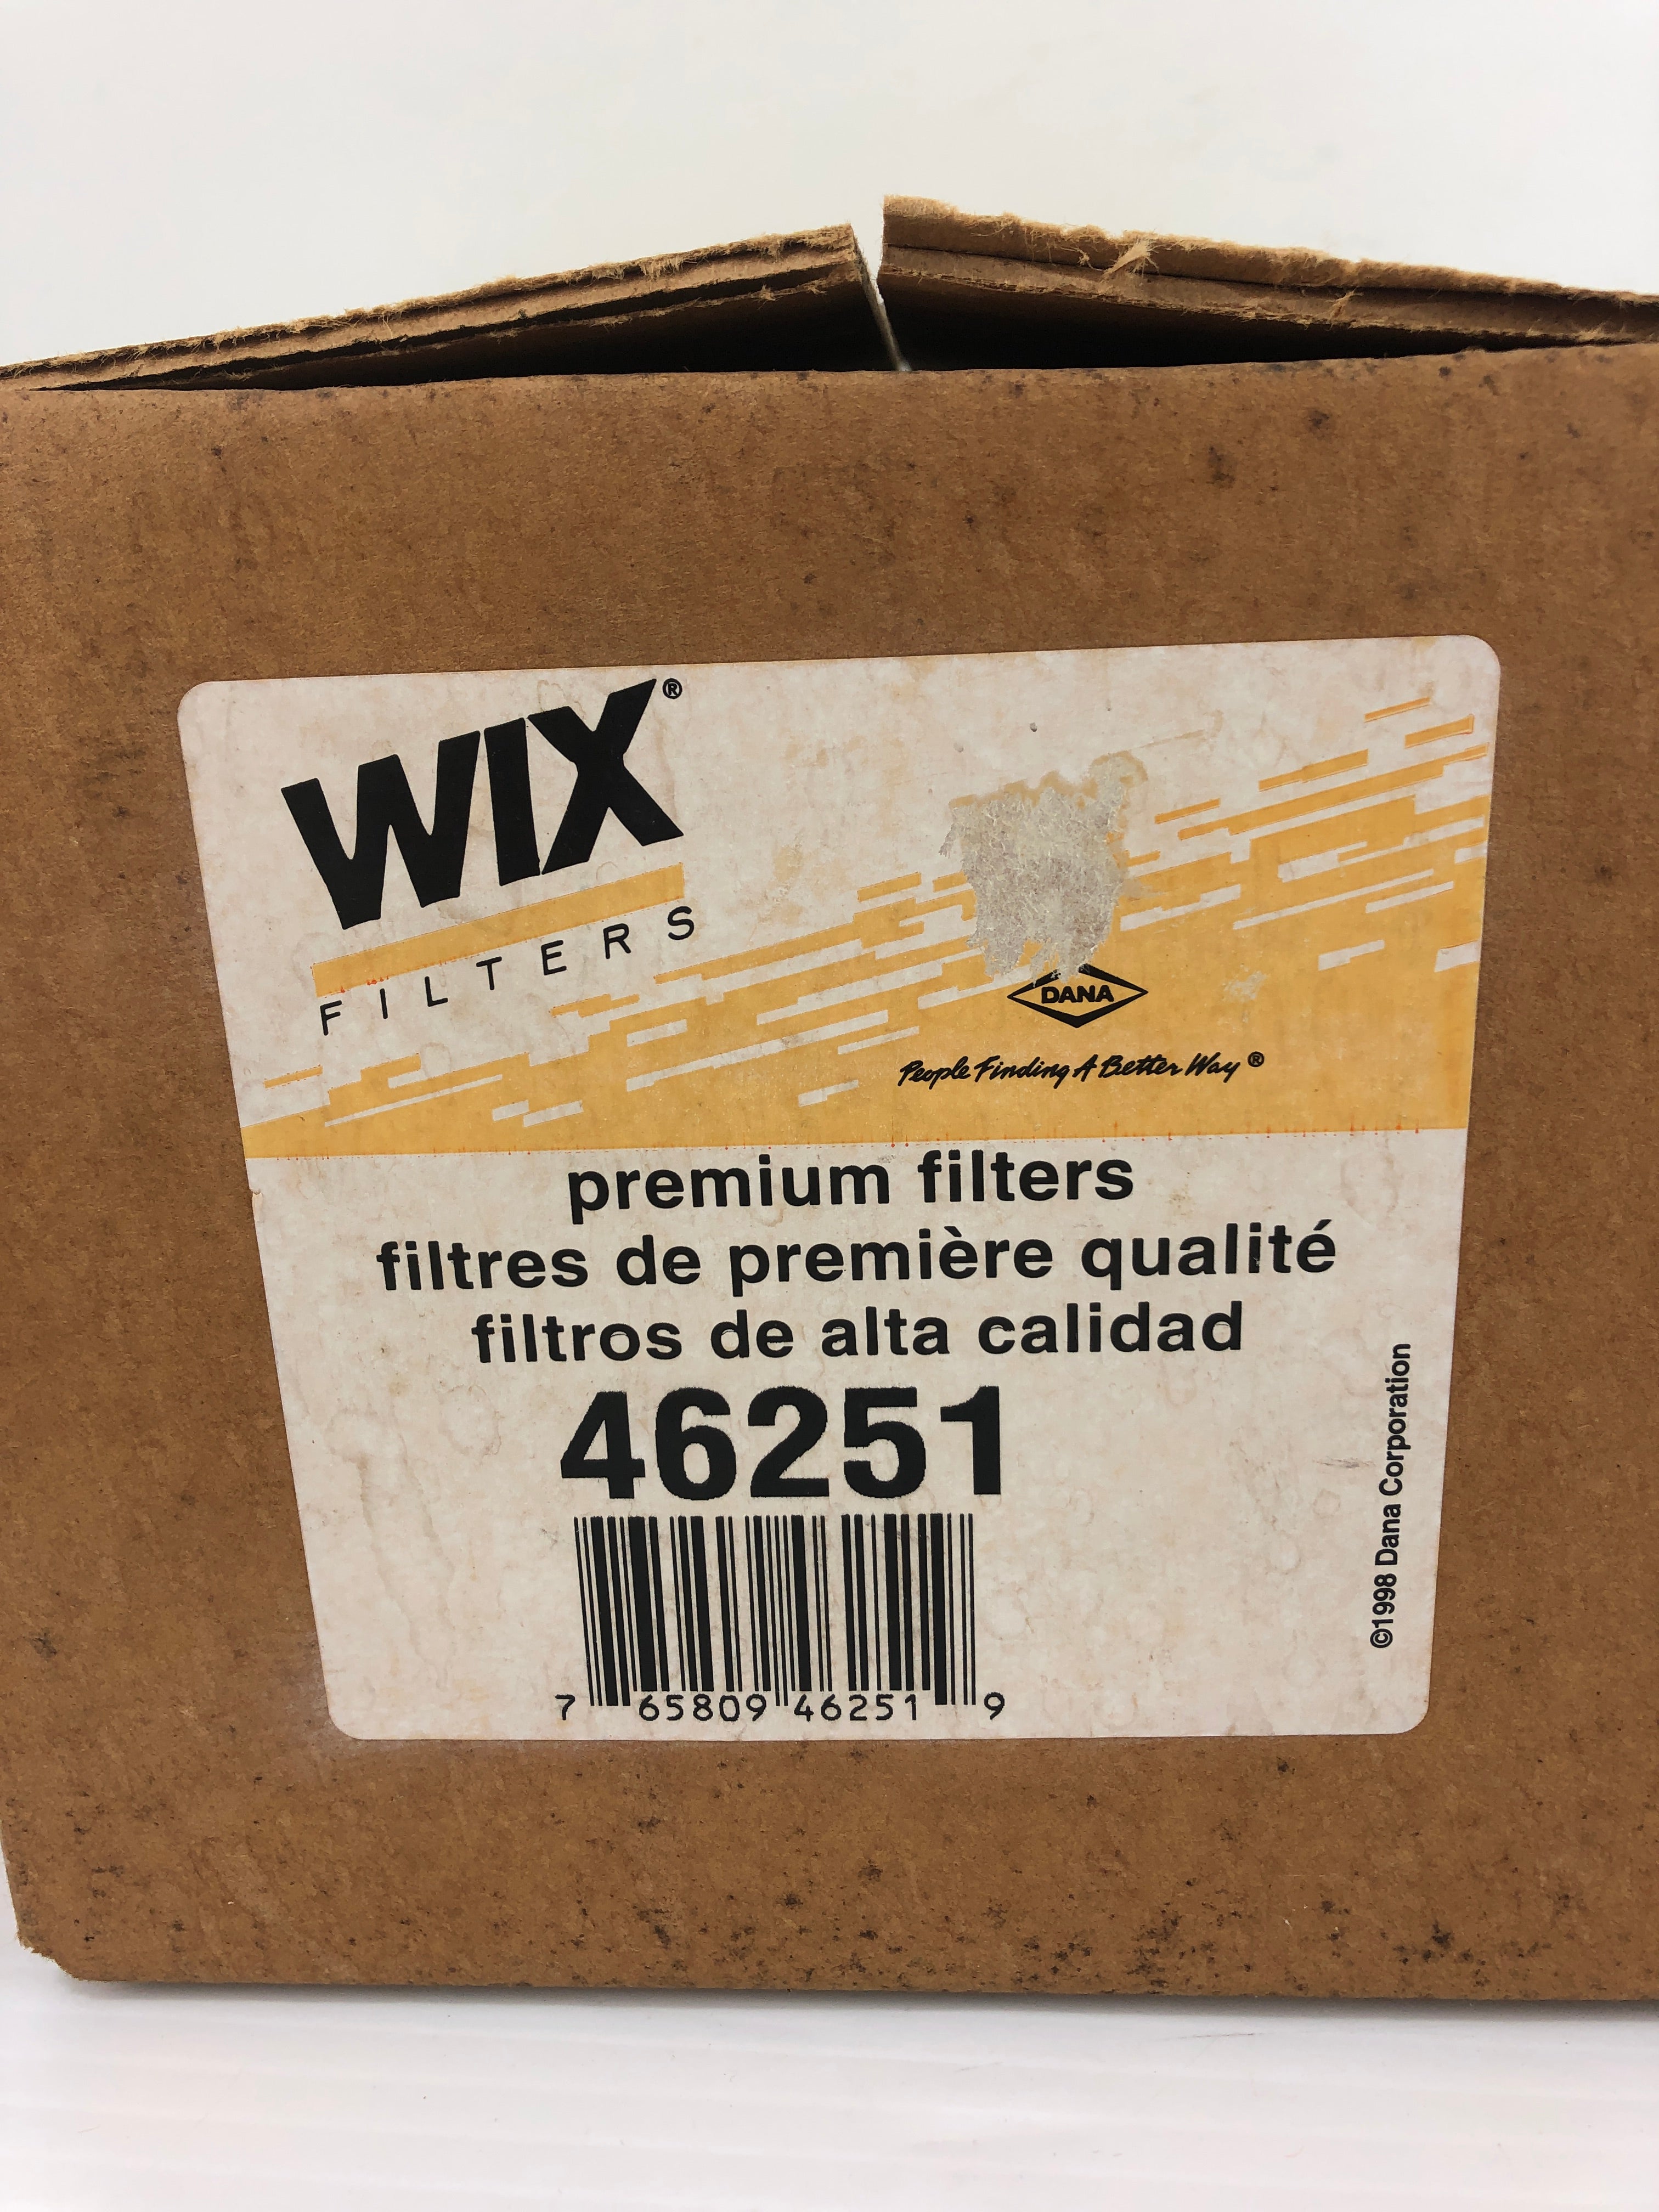 WIX®
FILTERS
DANA
People Finding A Better Way®
premium filters
filtres de première qualité
filtros de alta calidad
46251
7 65809 46251 9
©1998 Dana Corporation